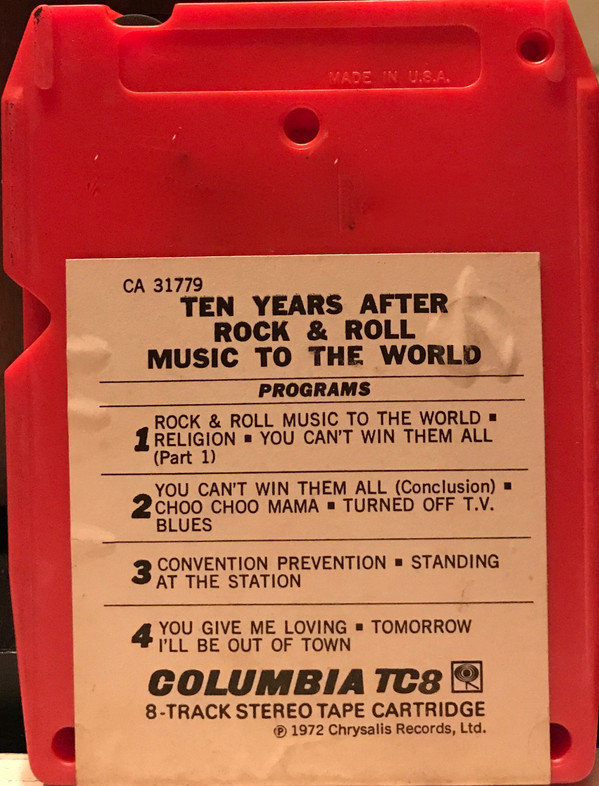 MADE IN U.S.A.
CA 31779
TEN YEARS AFTER
ROCK & ROLL
MUSIC TO THE WORLD
PROGRAMS
1 ROCK & ROLL MUSIC TO THE WORLD ▪
RELIGION ▪ YOU CAN'T WIN THEM ALL
(Part 1)
2 YOU CAN'T WIN THEM ALL (Conclusion) ▪
CHOO CHOO MAMA ▪ TURNED OFF T.V.
BLUES
3 CONVENTION PREVENTION ▪ STANDING
AT THE STATION
4 YOU GIVE ME LOVING ▪ TOMORROW
I'LL BE OUT OF TOWN
COLUMBIA TC8
8-TRACK STEREO TAPE CARTRIDGE
℗ 1972 Chrysalis Records, Ltd.